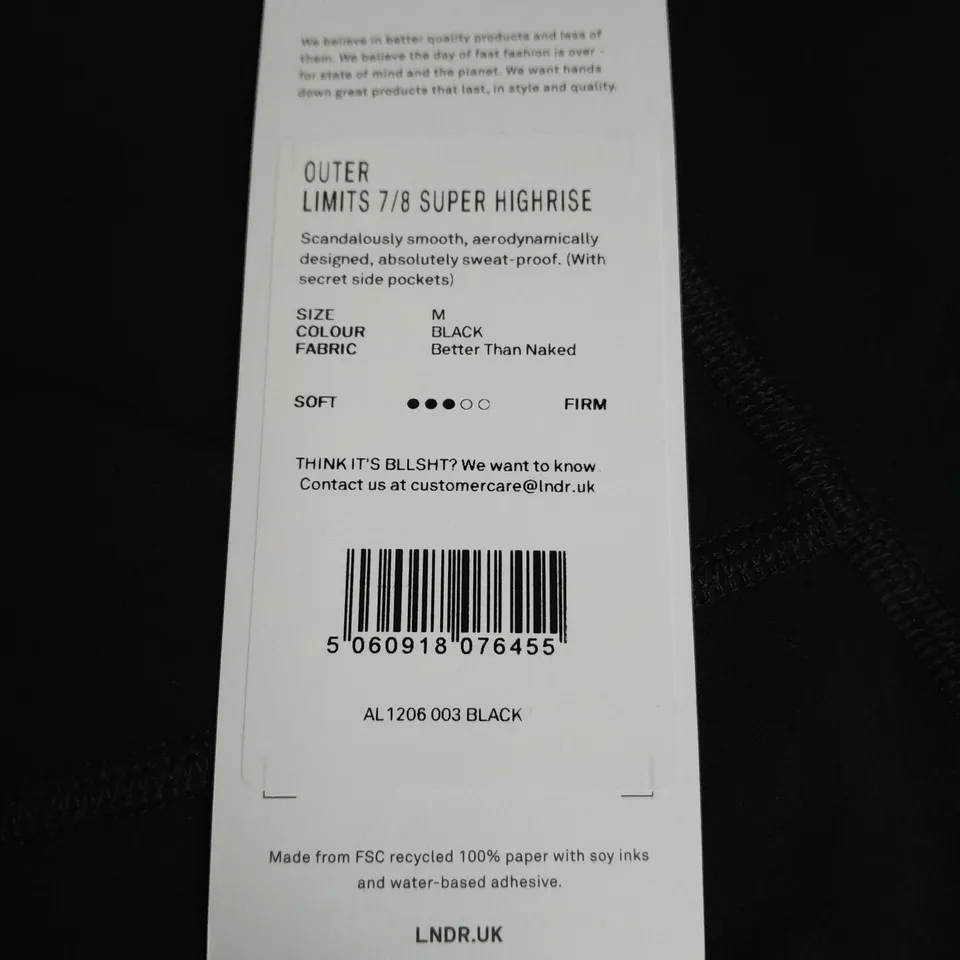 We believe in better quality products and less of
them. We believe the day of fast fashion is over -
for state of mind and the planet. We want hands
down great products that last, in style and quality.
OUTER
LIMITS 7/8 SUPER HIGHRISE
Scandalously smooth, aerodynamically
designed, absolutely sweat-proof. (With
secret side pockets)
SIZE M
COLOUR BLACK
FABRIC Better Than Naked
SOFT FIRM
THINK IT'S BLLSHT? We want to know.
Contact us at customercare@lndr.uk
5 060918 076455
AL1206 003 BLACK
Made from FSC recycled 100% paper with soy inks
and water-based adhesive.
LNDR.UK